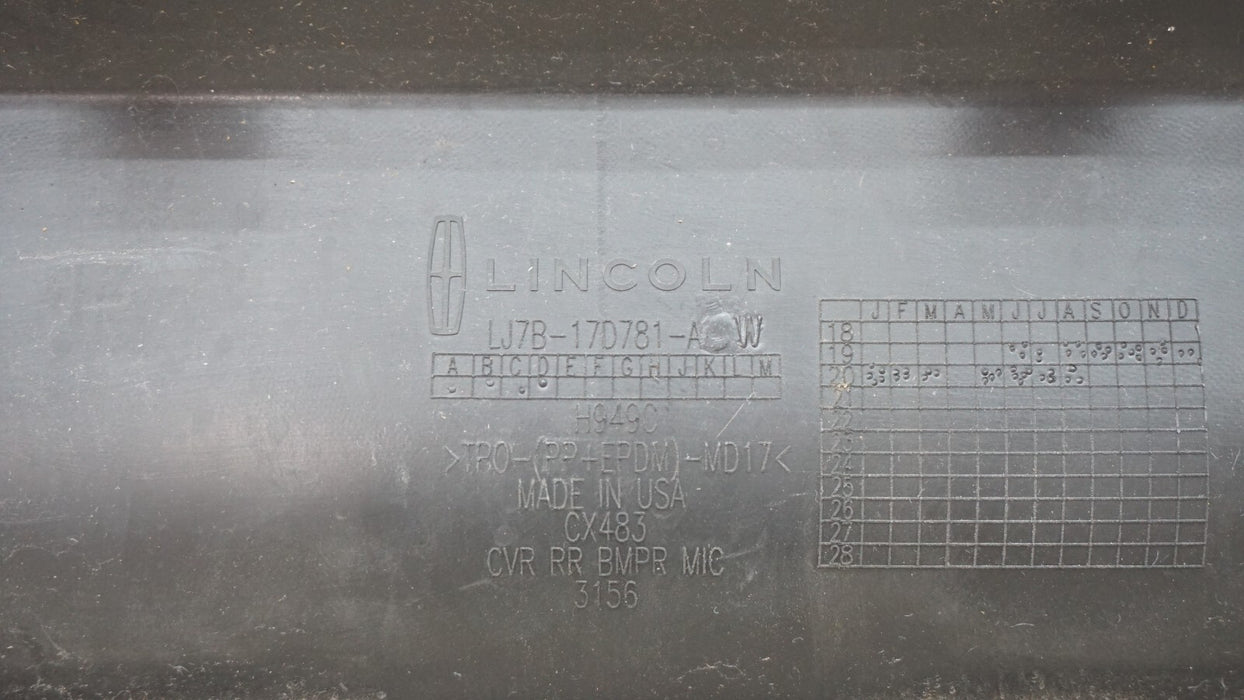 LINCOLN
LJ7B-17D781-A W
A B C D E F G H J K L M
H949C
>TRO-(PP+EPDM)-MD17<
MADE IN USA
CX483
CVR RR BMPR MIC
3156
J F M A M J J A S O N D
18
19
20
21
22
23
24
25
26
27
28